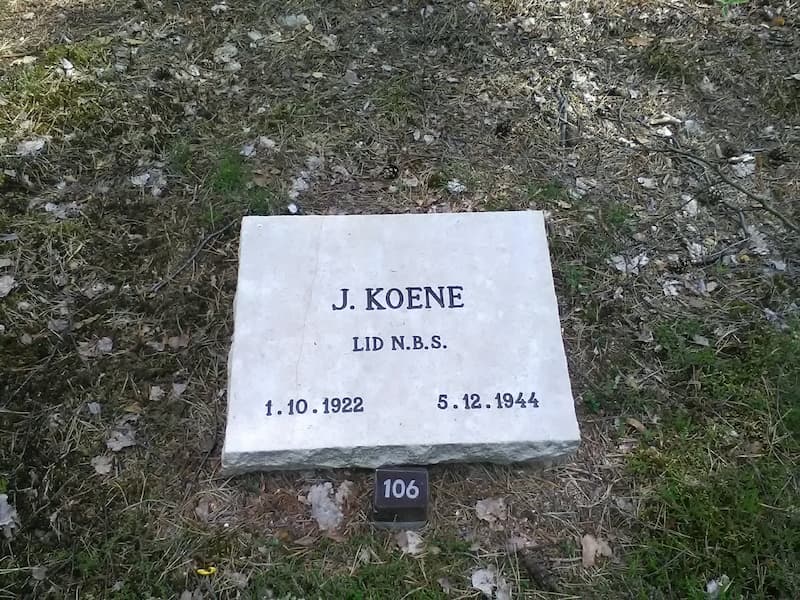 J. KOENE
LID N.B.S.
1.10.1922 5.12.1944
106